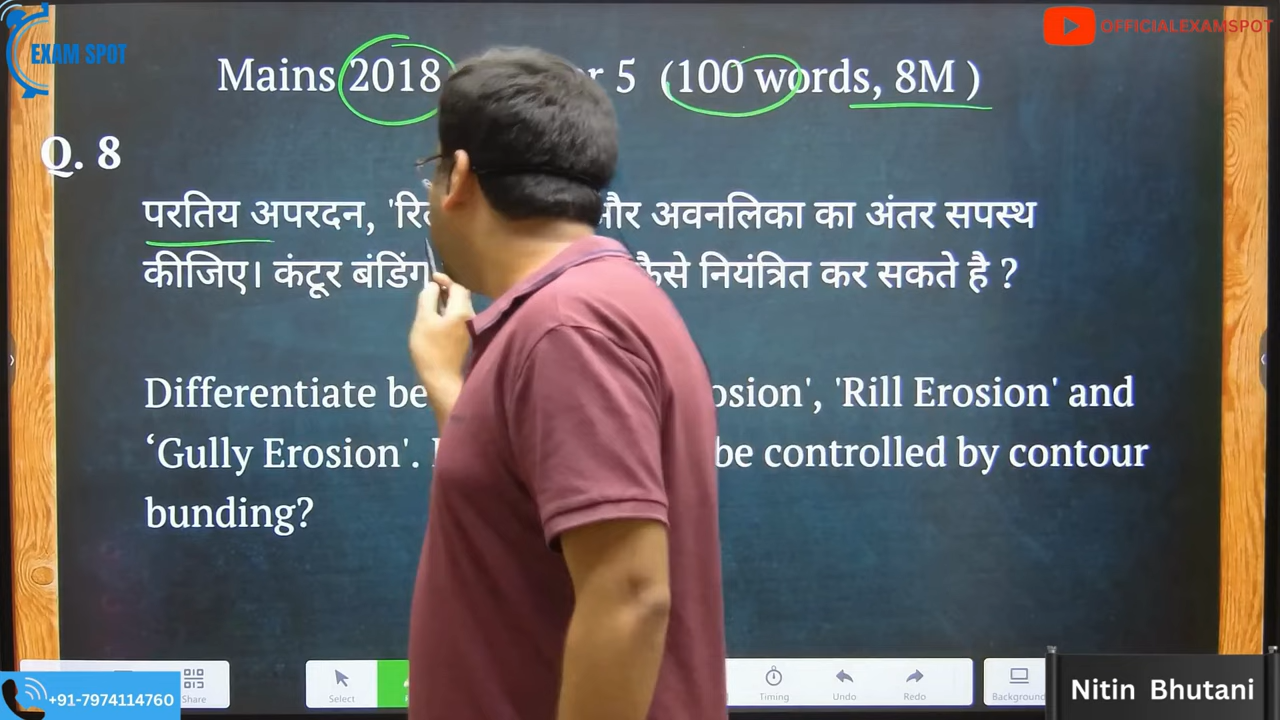 EXAM SPOT
OFFICIALEXAMSPOT
Mains 2018 r 5 (100 words, 8M )
Q. 8
परतिय अपरदन, 'रि और अवनलिका का अंतर सपस्थ
कीजिए। कंटूर बंडिंग कैसे नियंत्रित कर सकते है ?
Differentiate be osion', 'Rill Erosion' and
‘Gully Erosion'. be controlled by contour
bunding?
Share
Select
Timing
Undo
Redo
Background
+91-7974114760
Nitin Bhutani